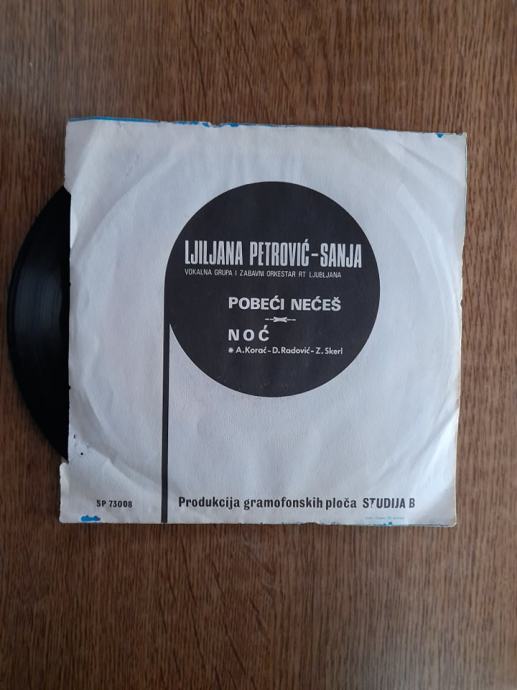 LJILJANA PETROVIĆ-SANJA
VOKALNA GRUPA I ZABAVNI ORKESTAR RT LJUBLJANA
POBEĆI NEĆEŠ
NOĆ
✱ A.Korać-D.Radović-Z.Skerl
SP 73008 Produkcija gramofonskih ploča STUDIJA B